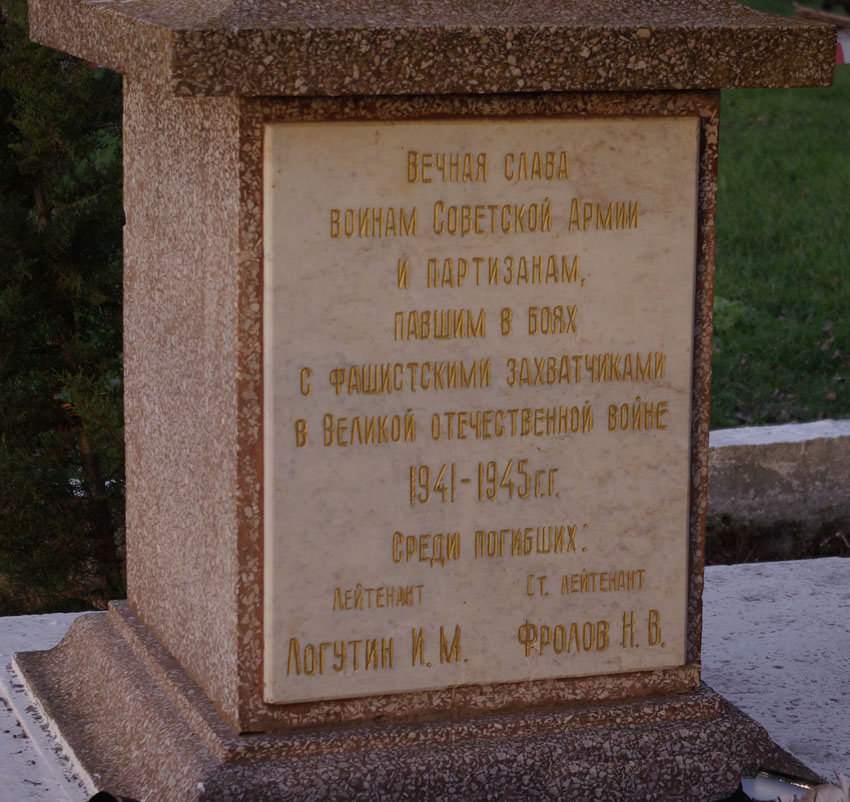 Вечная слава
воинам Советской Армии
и партизанам,
павшим в боях
с фашистскими захватчиками
в Великой отечественной войне
1941-1945г.г.
Среди погибших:
лейтенант ст. лейтенант
Логутин И. М. Фролов Н. В.